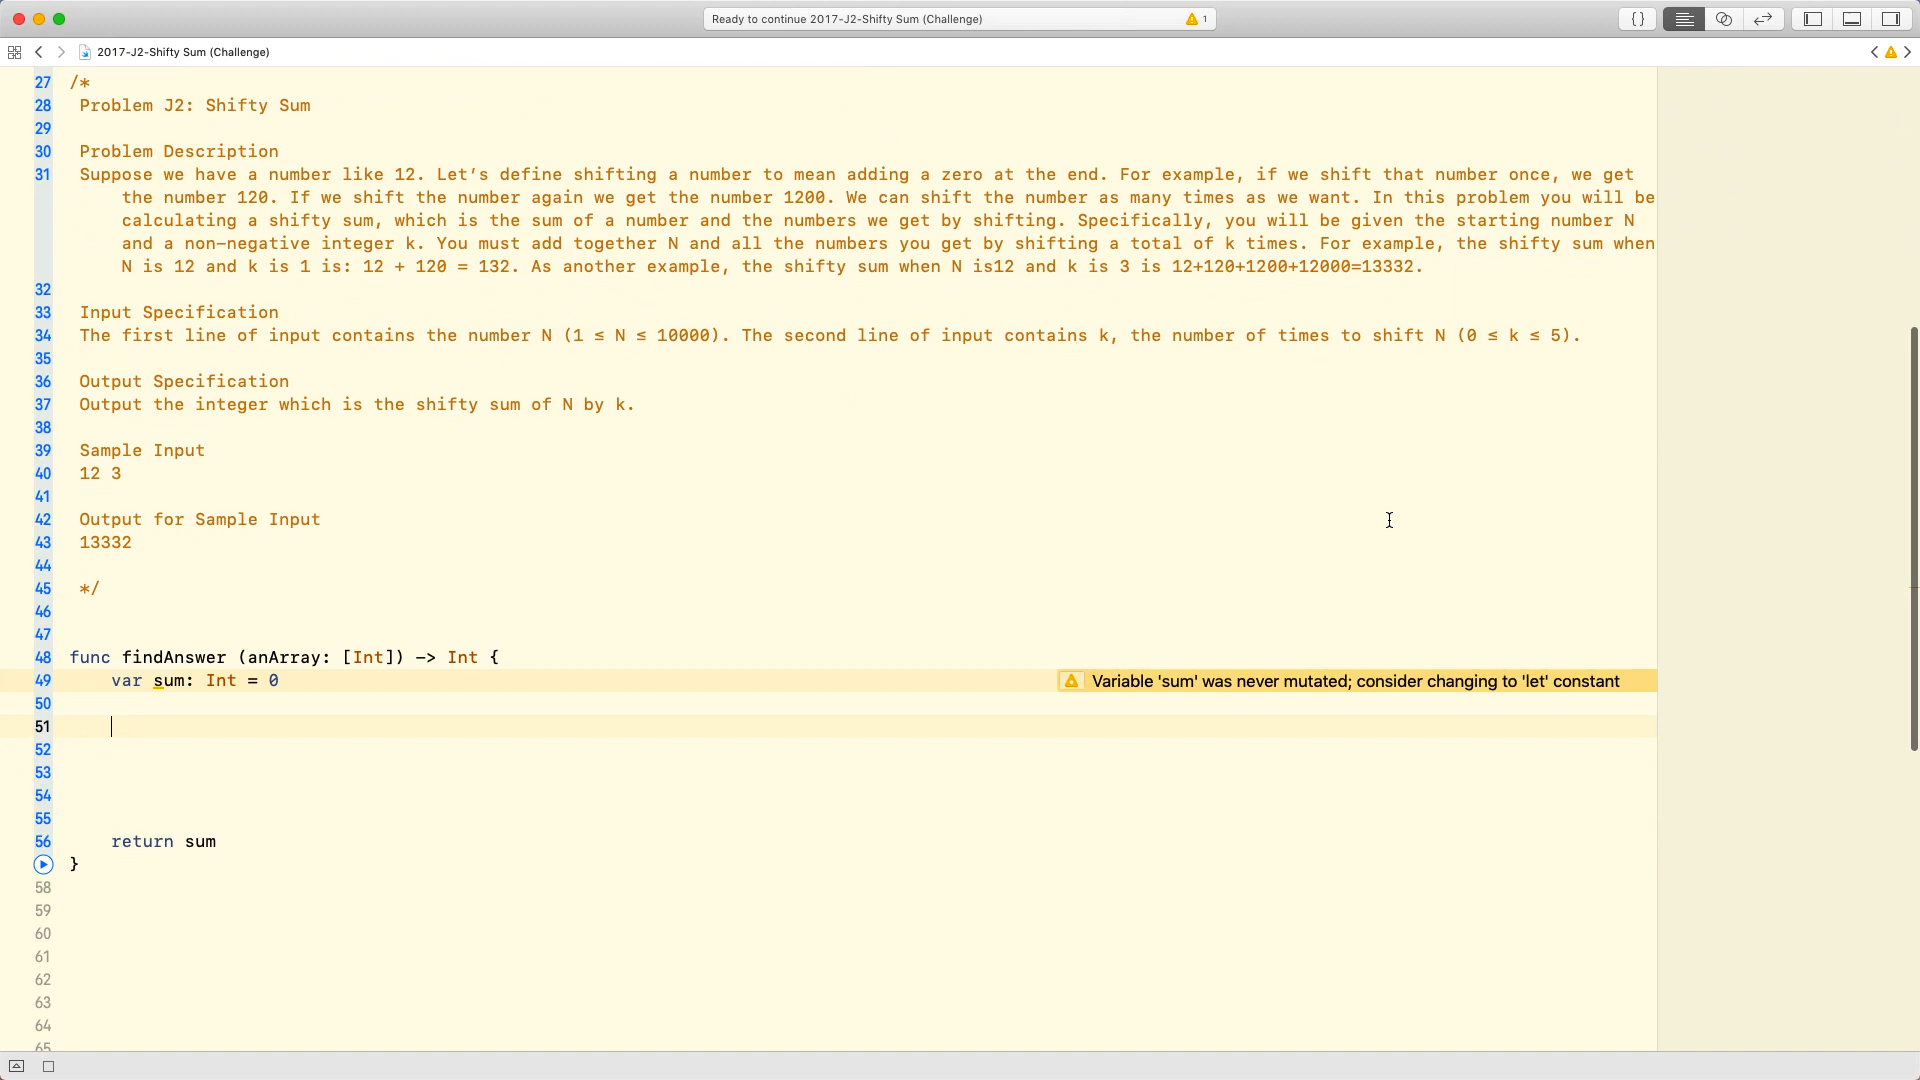 Ready to continue 2017-J2-Shifty Sum (Challenge)
1
{}
2017-J2-Shifty Sum (Challenge)
27 /*
28 Problem J2: Shifty Sum
29
30 Problem Description
31 Suppose we have a number like 12. Let’s define shifting a number to mean adding a zero at the end. For example, if we shift that number once, we get
the number 120. If we shift the number again we get the number 1200. We can shift the number as many times as we want. In this problem you will be
calculating a shifty sum, which is the sum of a number and the numbers we get by shifting. Specifically, you will be given the starting number N
and a non-negative integer k. You must add together N and all the numbers you get by shifting a total of k times. For example, the shifty sum when
N is 12 and k is 1 is: 12 + 120 = 132. As another example, the shifty sum when N is12 and k is 3 is 12+120+1200+12000=13332.
32
33 Input Specification
34 The first line of input contains the number N (1 ≤ N ≤ 10000). The second line of input contains k, the number of times to shift N (0 ≤ k ≤ 5).
35
36 Output Specification
37 Output the integer which is the shifty sum of N by k.
38
39 Sample Input
40 12 3
41
42 Output for Sample Input
43 13332
44
45 */
46
47
48 func findAnswer (anArray: [Int]) -> Int {
49 var sum: Int = 0 Variable 'sum' was never mutated; consider changing to 'let' constant
50
51
52
53
54
55
56 return sum
}
58
59
60
61
62
63
64
65